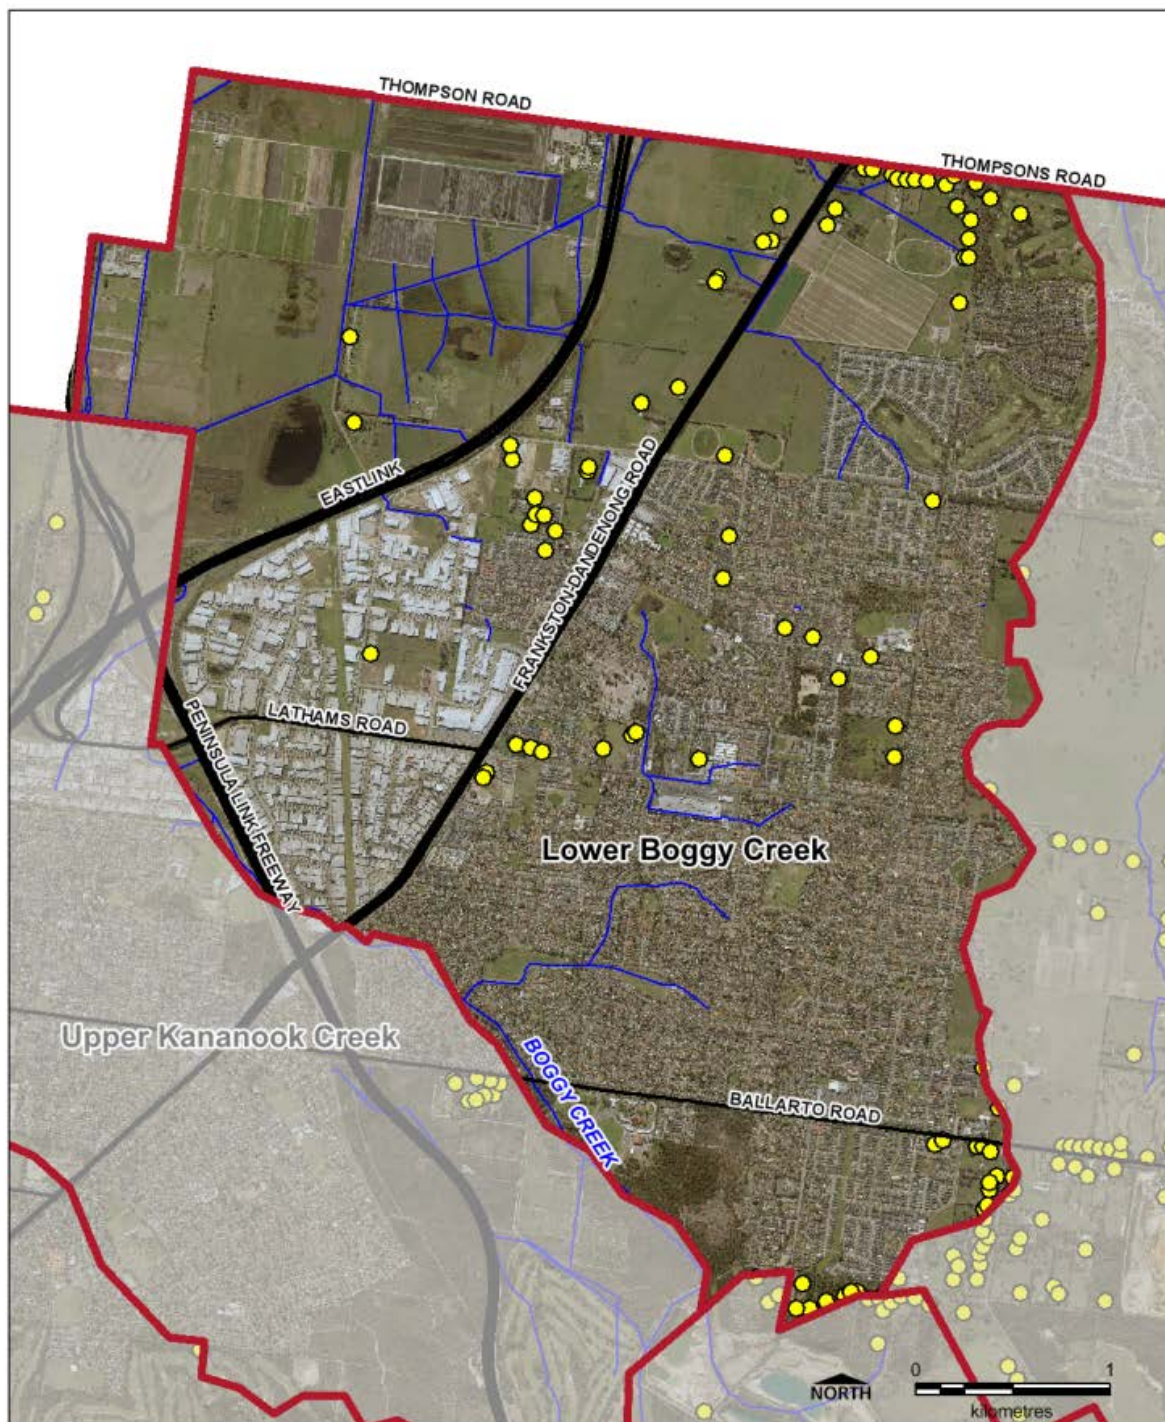 THOMPSON ROAD
THOMPSONS ROAD
EASTLINK
FRANKSTON-DANDENONG ROAD
LATHAMS ROAD
PENINSULA LINK FREEWAY
Lower Boggy Creek
Upper Kananook Creek
BOGGY CREEK
BALLARTO ROAD
NORTH
0 1
kilometres